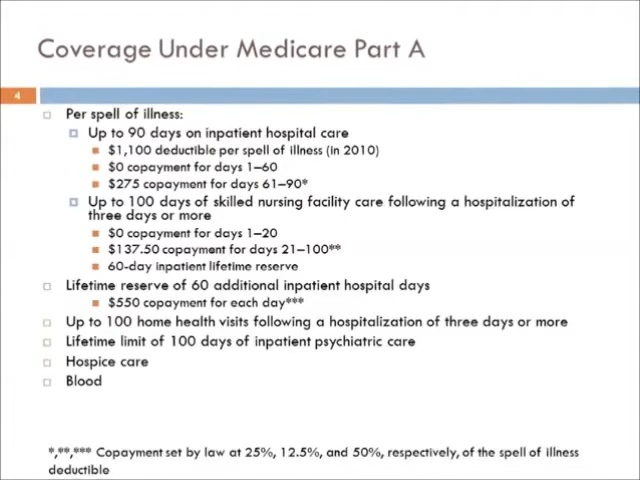 Coverage Under Medicare Part A
4
Per spell of illness:
Up to 90 days on inpatient hospital care
$1,100 deductible per spell of illness (in 2010)
$0 copayment for days 1–60
$275 copayment for days 61–90*
Up to 100 days of skilled nursing facility care following a hospitalization of
three days or more
$0 copayment for days 1–20
$137.50 copayment for days 21–100**
60-day inpatient lifetime reserve
Lifetime reserve of 60 additional inpatient hospital days
$550 copayment for each day***
Up to 100 home health visits following a hospitalization of three days or more
Lifetime limit of 100 days of inpatient psychiatric care
Hospice care
Blood
*,**,*** Copayment set by law at 25%, 12.5%, and 50%, respectively, of the spell of illness
deductible